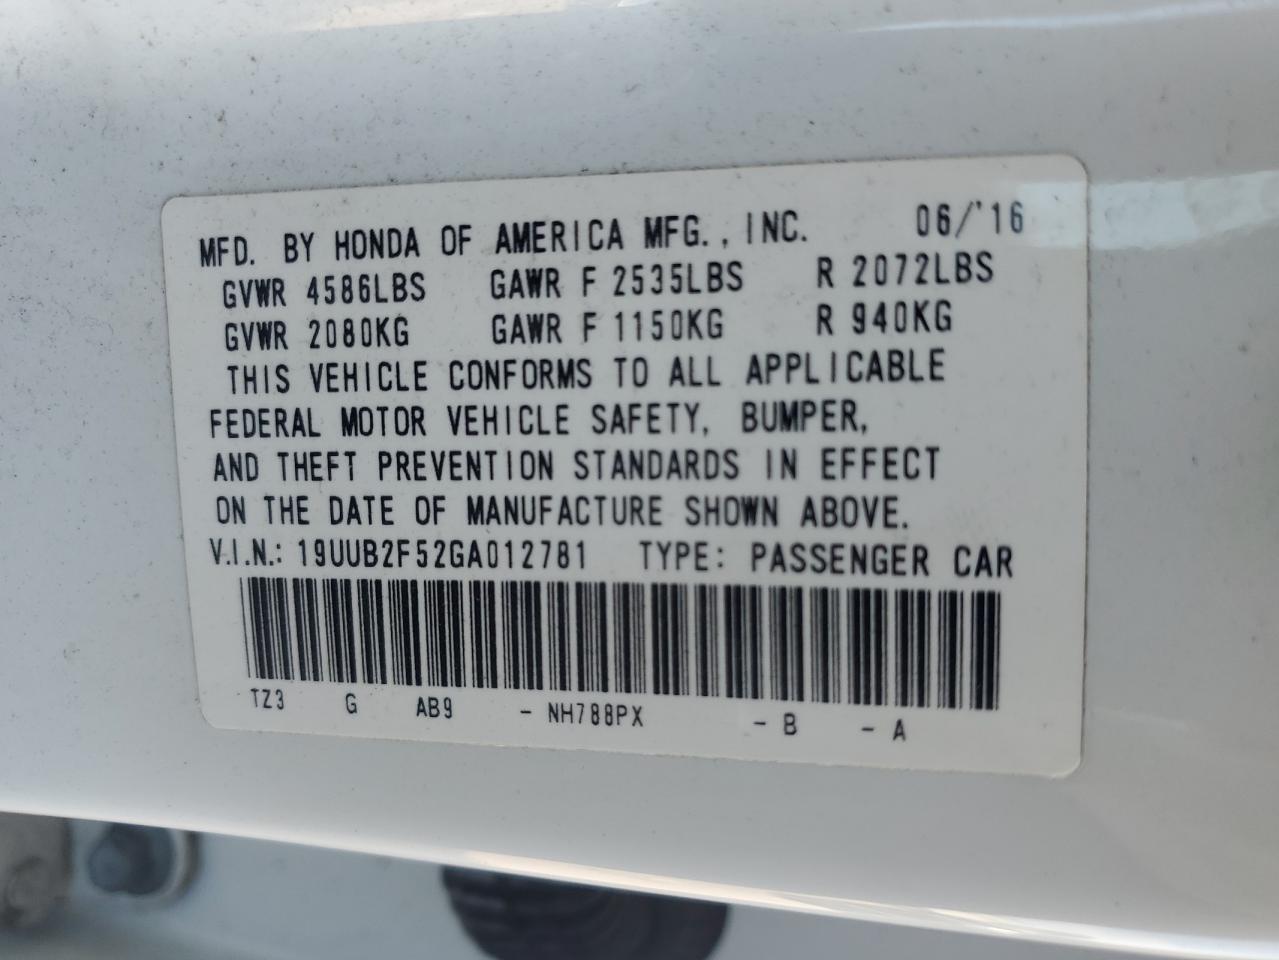 MFD. BY HONDA OF AMERICA MFG., INC. 06/'16
GVWR 4586LBS GAWR F 2535LBS R 2072LBS
GVWR 2080KG GAWR F 1150KG R 940KG
THIS VEHICLE CONFORMS TO ALL APPLICABLE
FEDERAL MOTOR VEHICLE SAFETY, BUMPER,
AND THEFT PREVENTION STANDARDS IN EFFECT
ON THE DATE OF MANUFACTURE SHOWN ABOVE.
V.I.N.: 19UUB2F52GA012781 TYPE: PASSENGER CAR
TZ3 G AB9 - NH788PX - B - A